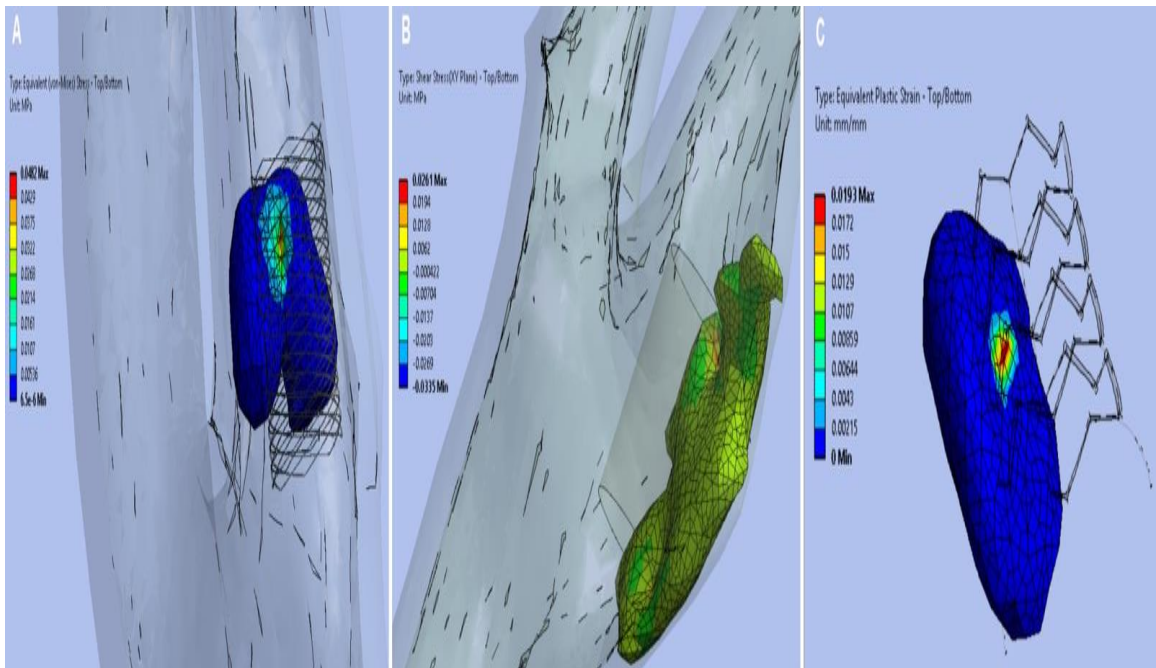 A
Type: Equivalent (von-Mises) Stress - Top/Bottom
Unit: MPa
0.0482 Max
0.0429
0.0375
0.0322
0.0268
0.0214
0.0161
0.0107
0.00536
6.5e-6 Min
B
Type: Shear Stress(XY Plane) - Top/Bottom
Unit: MPa
0.0261 Max
0.0194
0.0128
0.0062
-0.000422
-0.00704
-0.0137
-0.0203
-0.0269
-0.0335 Min
C
Type: Equivalent Plastic Strain - Top/Bottom
Unit: mm/mm
0.0193 Max
0.0172
0.015
0.0129
0.0107
0.00859
0.00644
0.0043
0.00215
0 Min